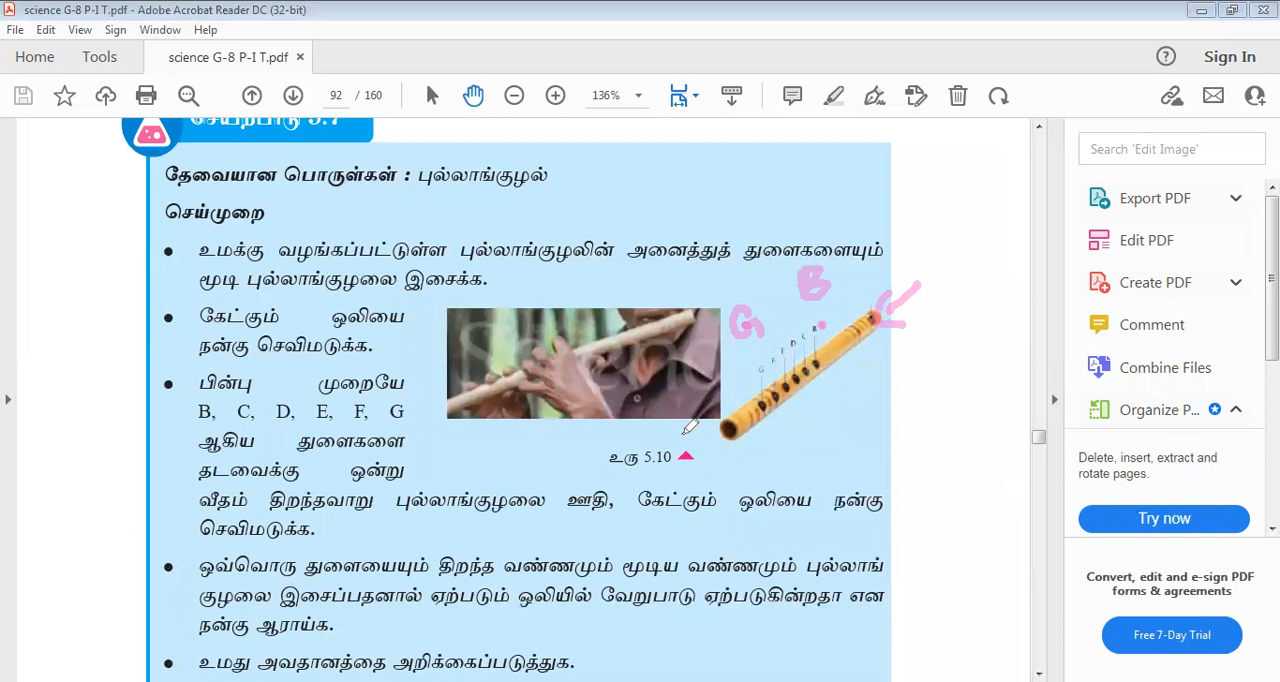 science G-8 P-I T.pdf - Adobe Acrobat Reader DC (32-bit)
File Edit View Sign Window Help
Home Tools science G-8 P-I T.pdf × Sign In
92 / 160 136%
செயற்பாடு 5.7
தேவையான பொருள்கள் : புல்லாங்குழல்
செய்முறை
● உமக்கு வழங்கப்பட்டுள்ள புல்லாங்குழலின் அனைத்துத் துளைகளையும்
மூடி புல்லாங்குழலை இசைக்க.
● கேட்கும் ஒலியை
நன்கு செவிமடுக்க.
● பின்பு முறையே
B, C, D, E, F, G
ஆகிய துளைகளை
தடவைக்கு ஒன்று
வீதம் திறந்தவாறு புல்லாங்குழலை ஊதி, கேட்கும் ஒலியை நன்கு
செவிமடுக்க.
G B
G F E D C B
உரு 5.10
● ஒவ்வொரு துளையையும் திறந்த வண்ணமும் மூடிய வண்ணமும் புல்லாங்
குழலை இசைப்பதனால் ஏற்படும் ஒலியில் வேறுபாடு ஏற்படுகின்றதா என
நன்கு ஆராய்க.
● உமது அவதானத்தை அறிக்கைப்படுத்துக.
Search 'Edit Image'
Export PDF
Edit PDF
Create PDF
Comment
Combine Files
Organize P...
Delete, insert, extract and
rotate pages.
Try now
Convert, edit and e-sign PDF
forms & agreements
Free 7-Day Trial